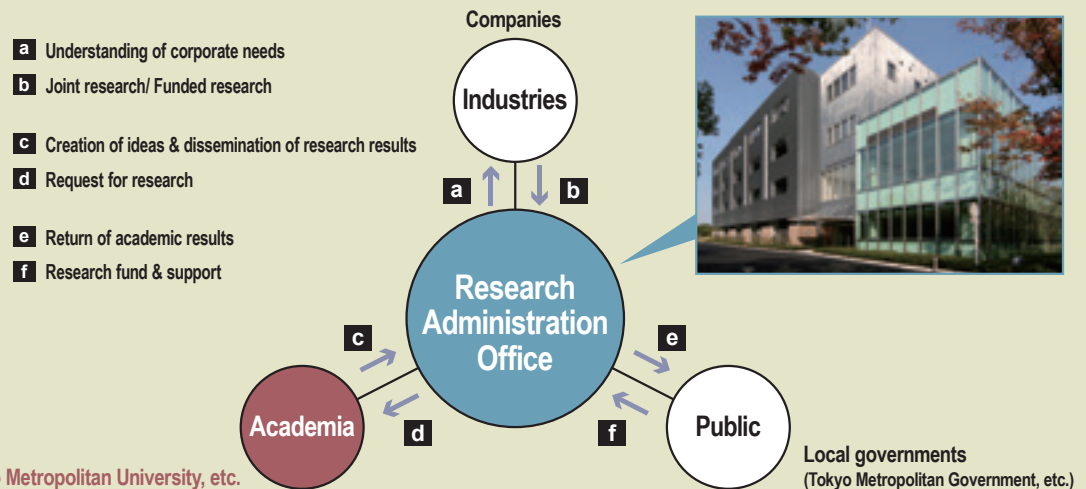 Companies
a Understanding of corporate needs
b Joint research/ Funded research
c Creation of ideas & dissemination of research results
d Request for research
e Return of academic results
f Research fund & support
Industries
a
b
Research
Administration
Office
c
d
e
f
Academia
Public
Metropolitan University, etc.
Local governments
(Tokyo Metropolitan Government, etc.)